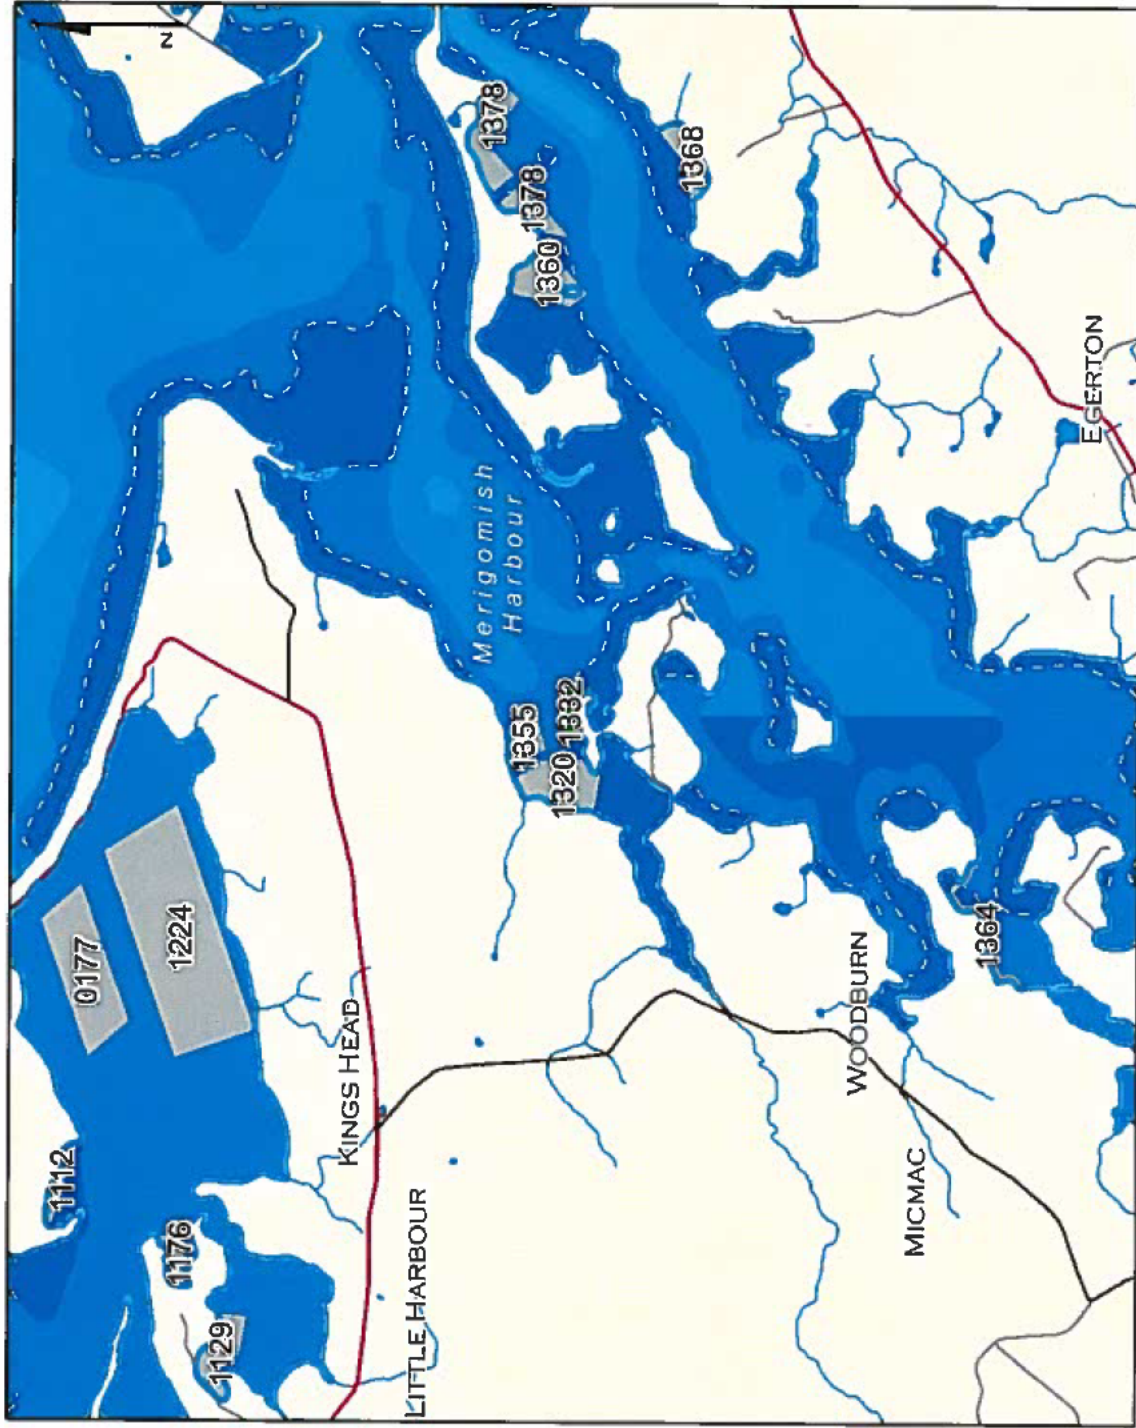 1112
0177
N
1176
1224
1129
KINGS HEAD
LITTLE HARBOUR
Merigomish
Harbour
1378
1355
1378
1360
1320
1332
1368
WOODBURN
MICMAC
1364
EGERTON